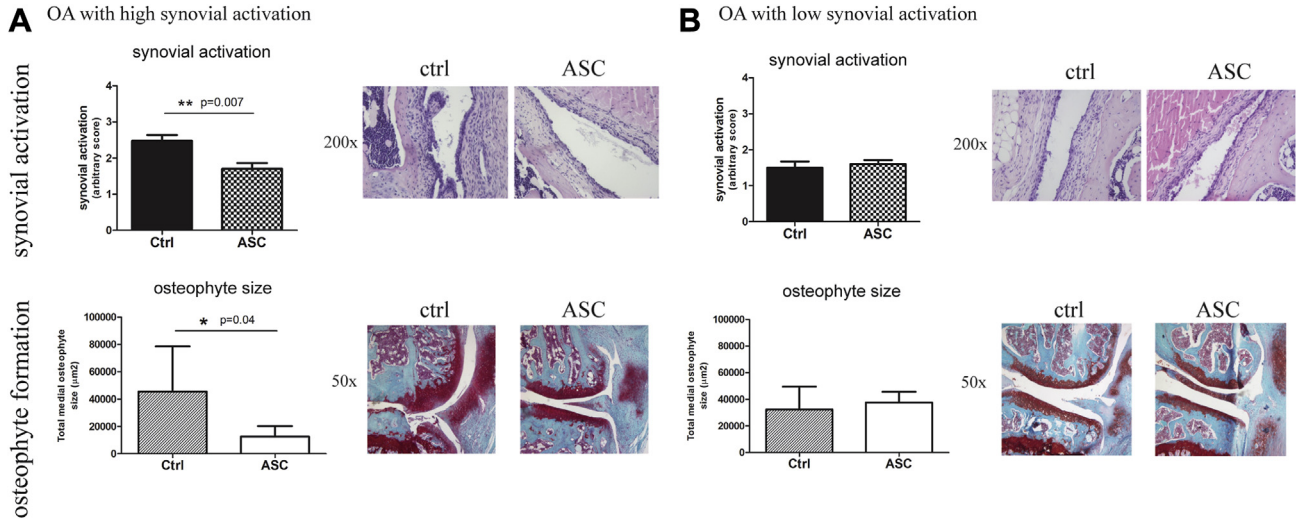 A OA with high synovial activation
synovial activation
synovial activation
4
3
2
1
0
synovial activation
(arbitrary score)
** p=0.007
Ctrl ASC
ctrl ASC
200x
osteophyte formation
osteophyte size
100000
80000
60000
40000
20000
0
Total medial osteophyte
size (μm2)
* p=0.04
Ctrl ASC
ctrl ASC
50x
B OA with low synovial activation
synovial activation
4
3
2
1
0
synovial activation
(arbitrary score)
Ctrl ASC
ctrl ASC
200x
osteophyte size
100000
80000
60000
40000
20000
0
Total medial osteophyte
size (μm2)
Ctrl ASC
ctrl ASC
50x